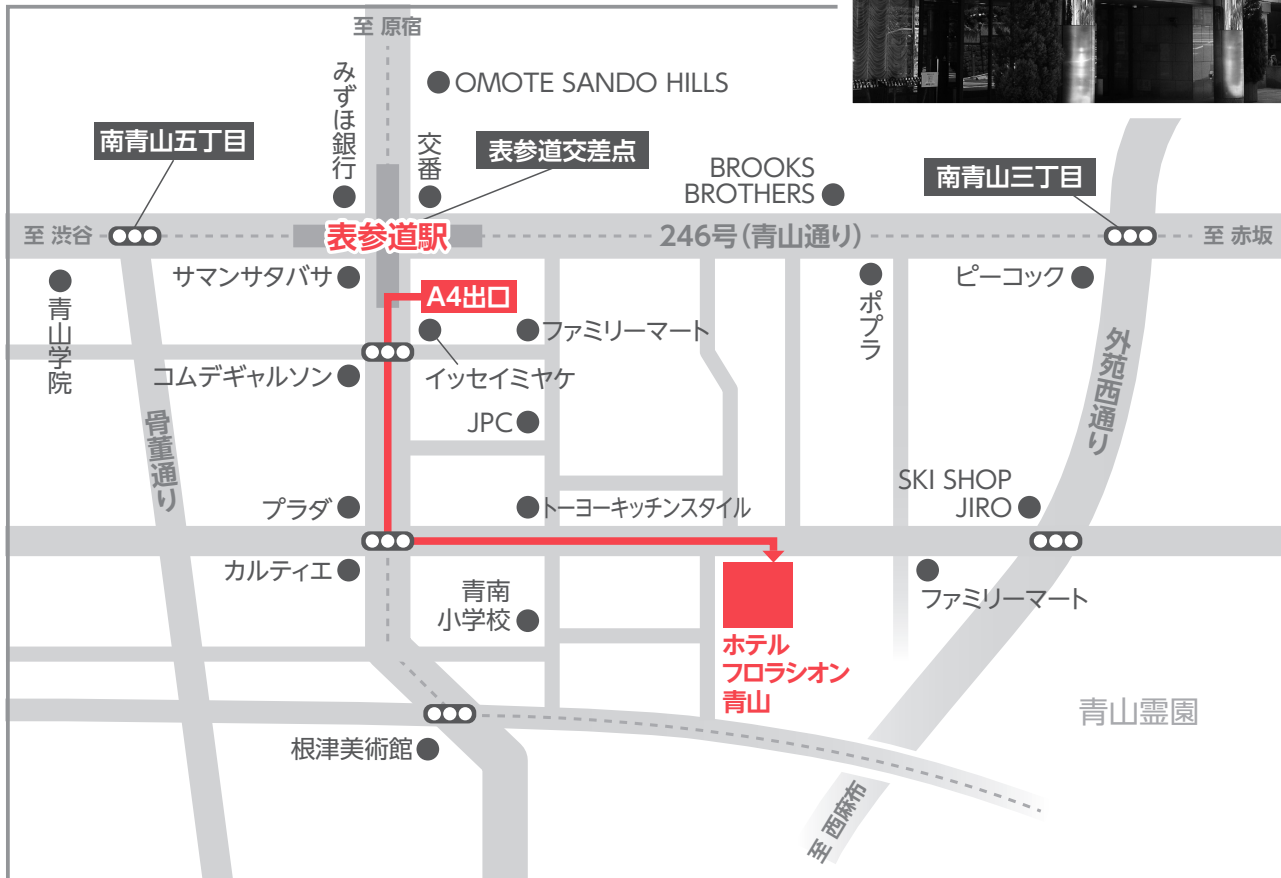 至 原宿
みずほ銀行
OMOTE SANDO HILLS
南青山五丁目
交番
表参道交差点
BROOKS
BROTHERS
南青山三丁目
至 渋谷
表参道駅
246号(青山通り)
至 赤坂
青山学院
サマンサタバサ
A4出口
ポプラ
ピーコック
ファミリーマート
イッセイミヤケ
コムデギャルソン
外苑西通り
骨董通り
JPC
プラダ
トーヨーキッチンスタイル
SKI SHOP
JIRO
カルティエ
青南
小学校
ファミリーマート
ホテル
フロラシオン
青山
青山霊園
根津美術館
至 西麻布